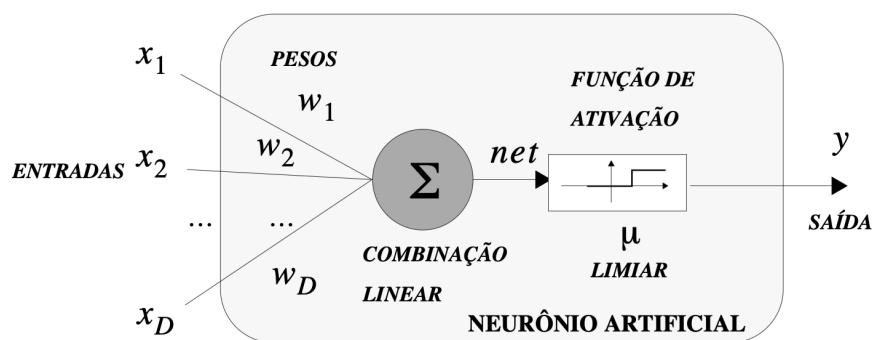 x1
PESOS
FUNÇÃO DE
ATIVAÇÃO
w1
ENTRADAS x2
w2
Σ
net
y
SAÍDA
...
...
μ
LIMIAR
COMBINAÇÃO
LINEAR
wD
xD
NEURÔNIO ARTIFICIAL